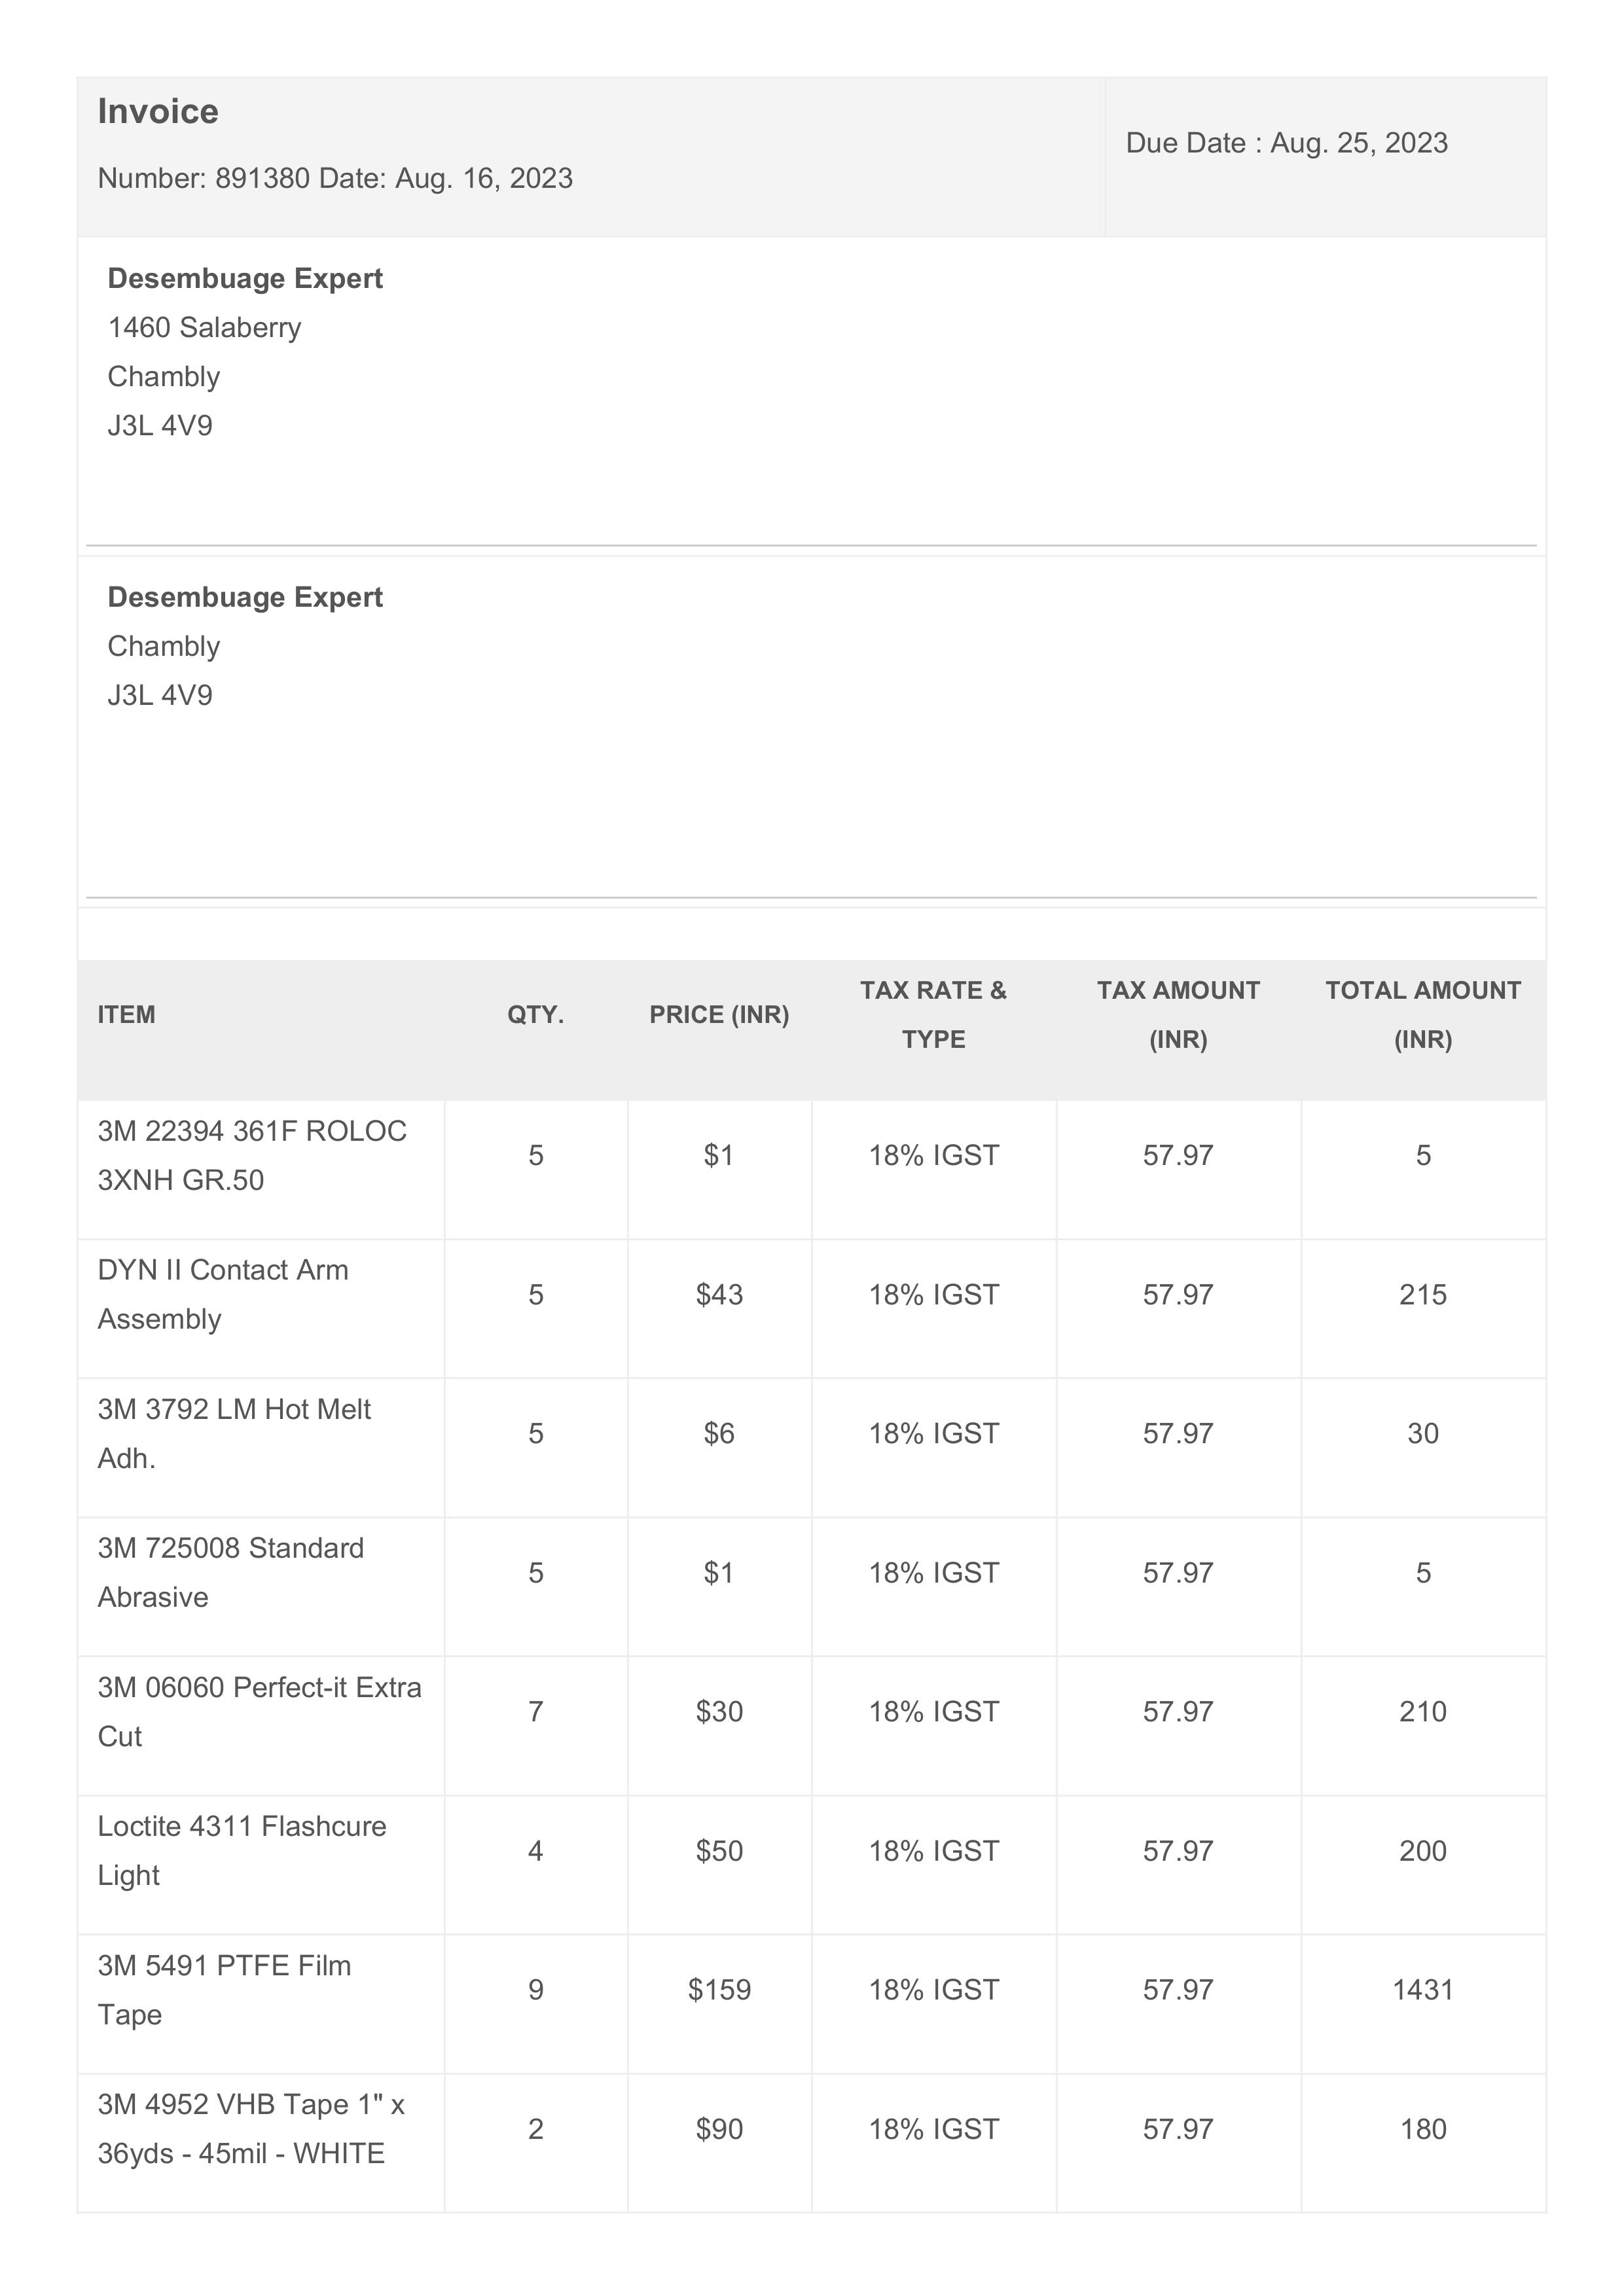 Invoice
Number: 891380 Date: Aug. 16, 2023
Due Date : Aug. 25, 2023
Desembuage Expert
1460 Salaberry
Chambly
J3L 4V9
Desembuage Expert
Chambly
J3L 4V9
ITEM QTY. PRICE (INR) TAX RATE & TYPE TAX AMOUNT (INR) TOTAL AMOUNT (INR)
3M 22394 361F ROLOC
3XNH GR.50
5 $1 18% IGST 57.97 5
DYN II Contact Arm
Assembly
5 $43 18% IGST 57.97 215
3M 3792 LM Hot Melt
Adh.
5 $6 18% IGST 57.97 30
3M 725008 Standard
Abrasive
5 $1 18% IGST 57.97 5
3M 06060 Perfect-it Extra
Cut
7 $30 18% IGST 57.97 210
Loctite 4311 Flashcure
Light
4 $50 18% IGST 57.97 200
3M 5491 PTFE Film
Tape
9 $159 18% IGST 57.97 1431
3M 4952 VHB Tape 1" x
36yds - 45mil - WHITE
2 $90 18% IGST 57.97 180